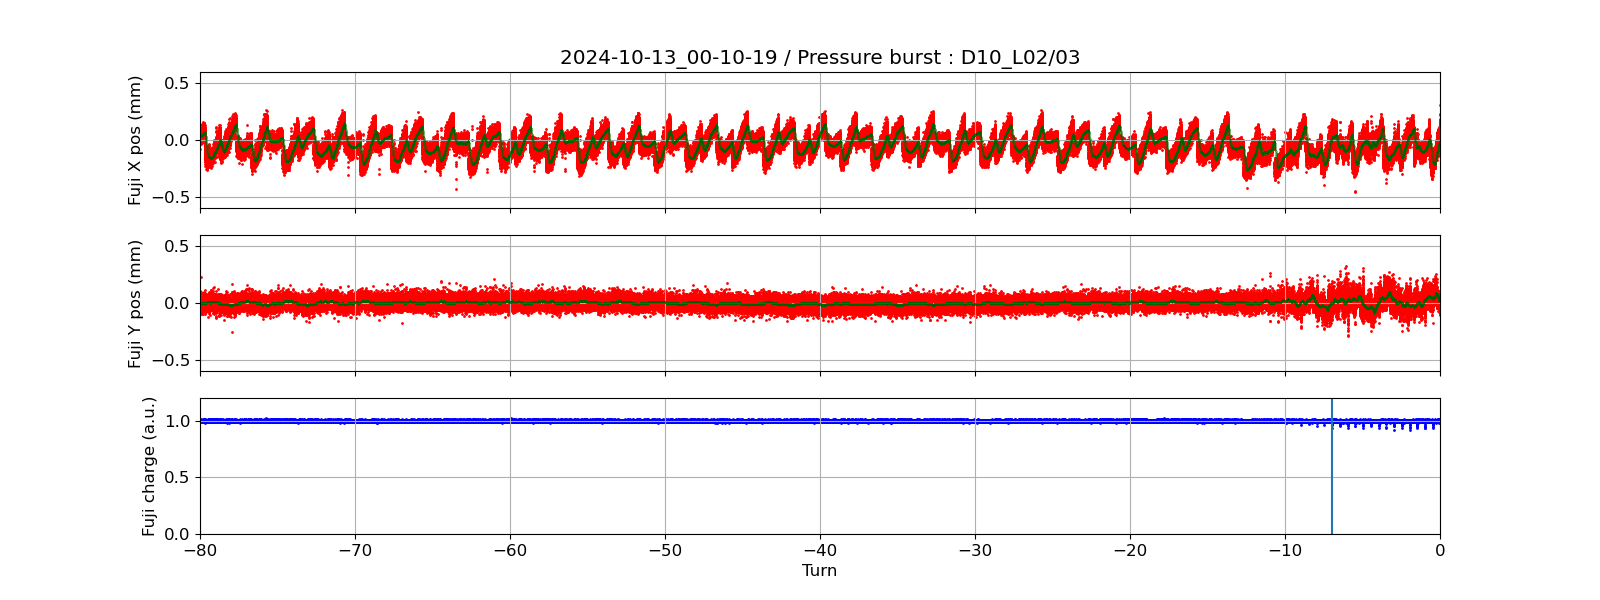 2024-10-13_00-10-19 / Pressure burst : D10_L02/03
Fuji X pos (mm)
0.5
0.0
−0.5
Fuji Y pos (mm)
0.5
0.0
−0.5
Fuji charge (a.u.)
1.0
0.5
0.0
−80 −70 −60 −50 −40 −30 −20 −10 0
Turn